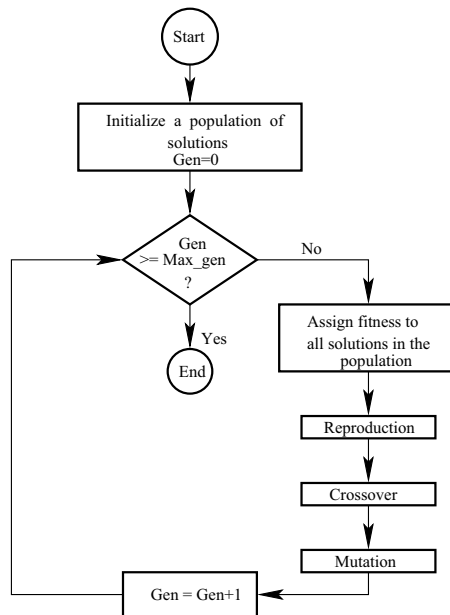 Start
Initialize a population of
solutions
Gen=0
Gen
>= Max_gen
?
No
Yes
End
Assign fitness to
all solutions in the
population
Reproduction
Crossover
Mutation
Gen = Gen+1